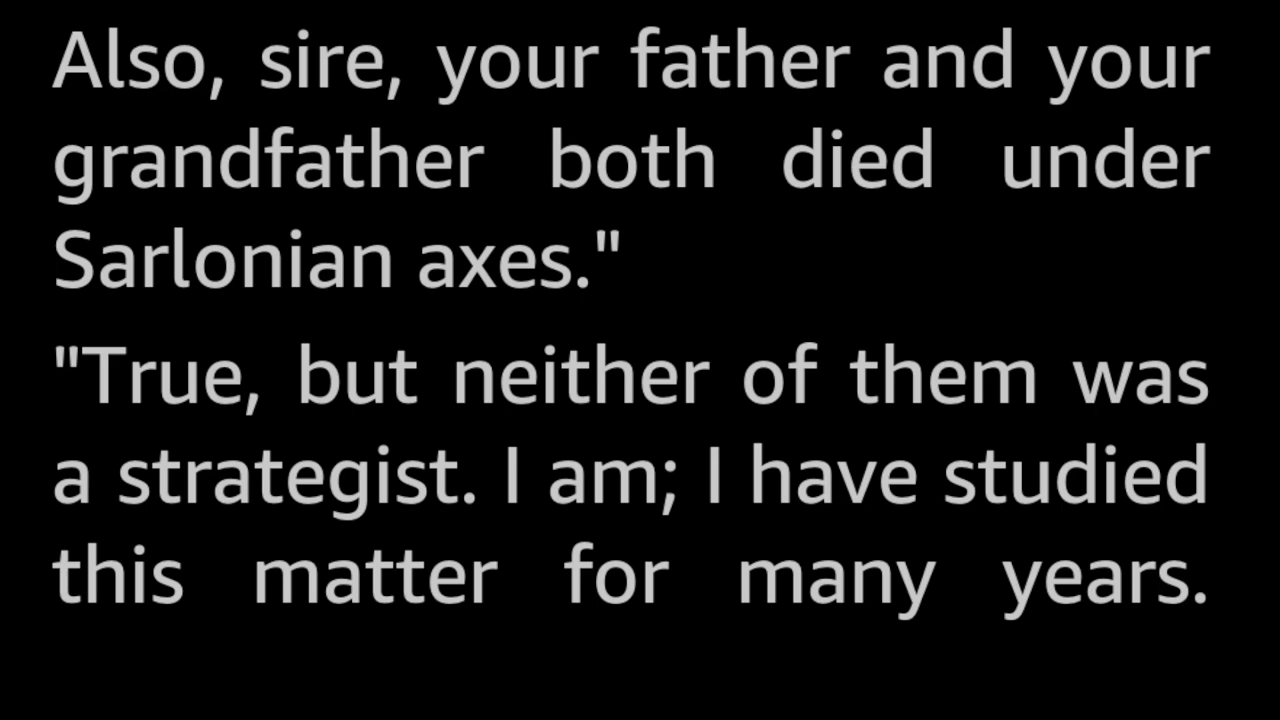 Also, sire, your father and your
grandfather both died under
Sarlonian axes."
"True, but neither of them was
a strategist. I am; I have studied
this matter for many years.